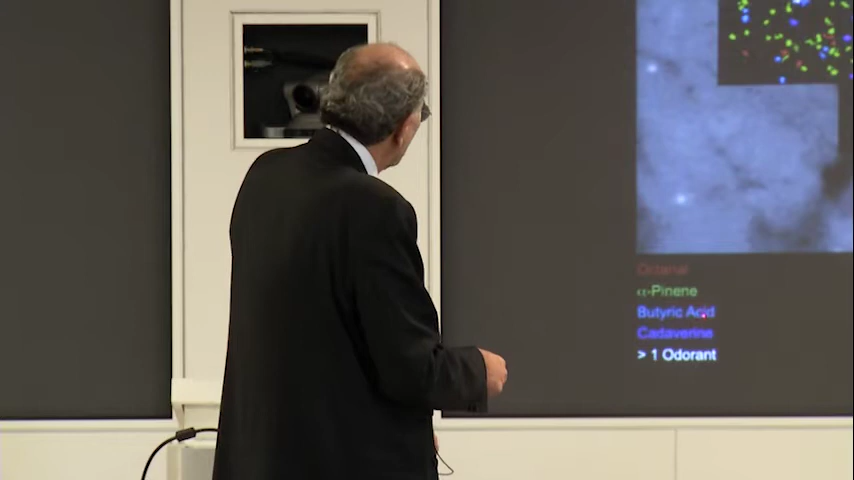 Octanal
α-Pinene
Butyric Acid
Cadaverine
> 1 Odorant